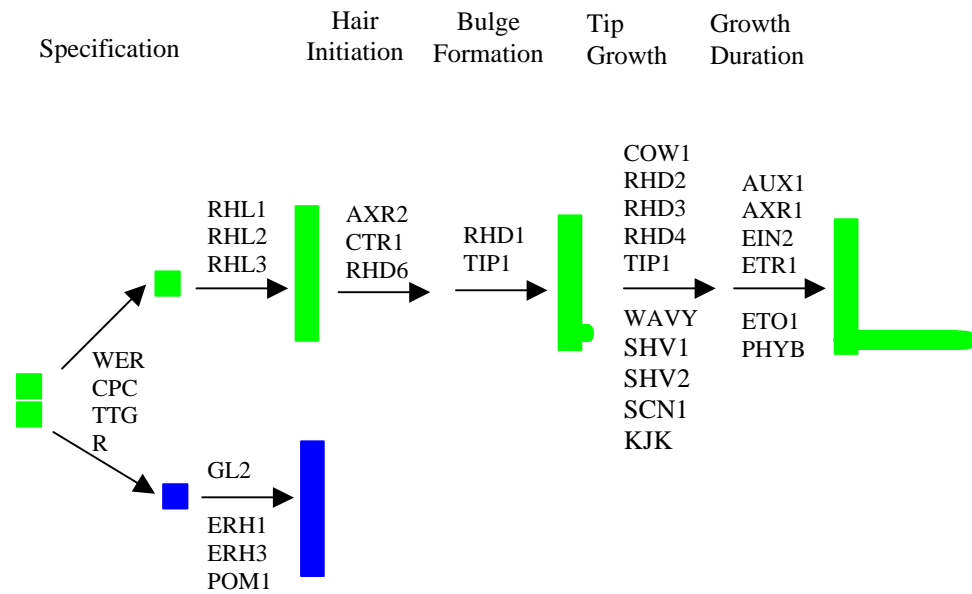 Specification
Hair
Initiation
Bulge
Formation
Tip
Growth
Growth
Duration
WER
CPC
TTG
R
RHL1
RHL2
RHL3
AXR2
CTR1
RHD6
RHD1
TIP1
COW1
RHD2
RHD3
RHD4
TIP1
WAVY
SHV1
SHV2
SCN1
KJK
AUX1
AXR1
EIN2
ETR1
ETO1
PHYB
GL2
ERH1
ERH3
POM1